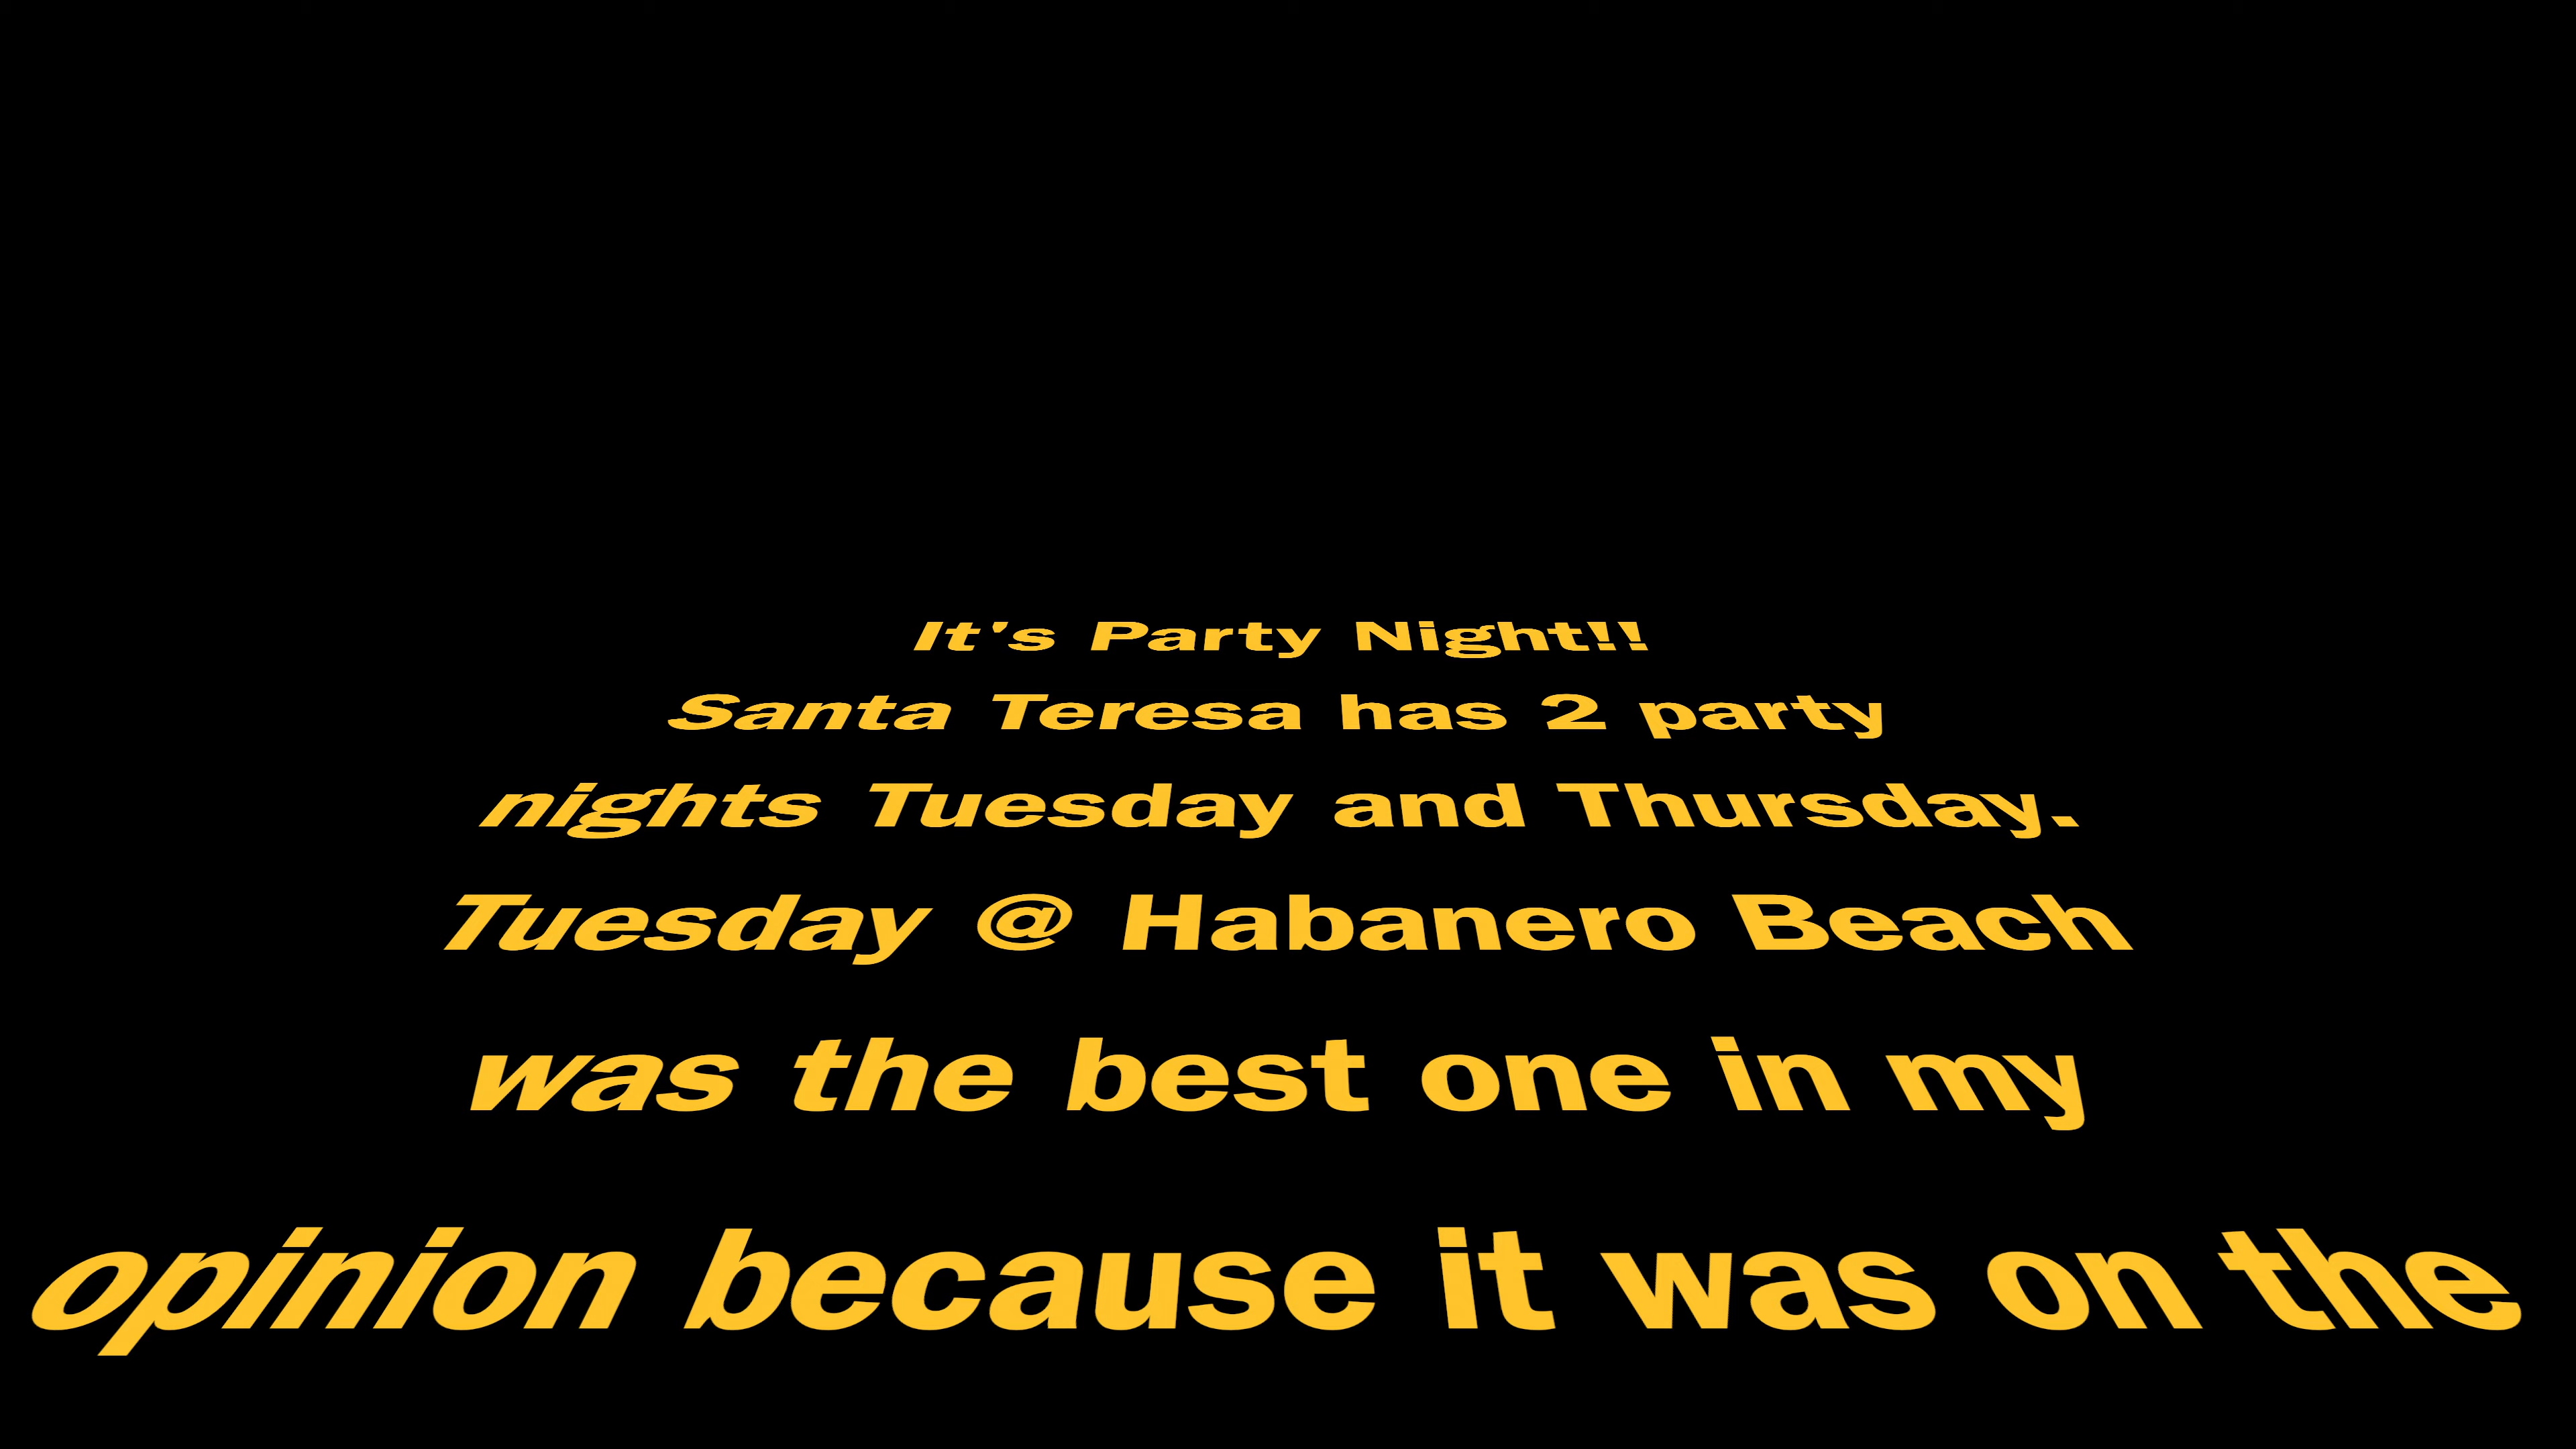 It's Party Night!!
Santa Teresa has 2 party
nights Tuesday and Thursday.
Tuesday @ Habanero Beach
was the best one in my
opinion because it was on the